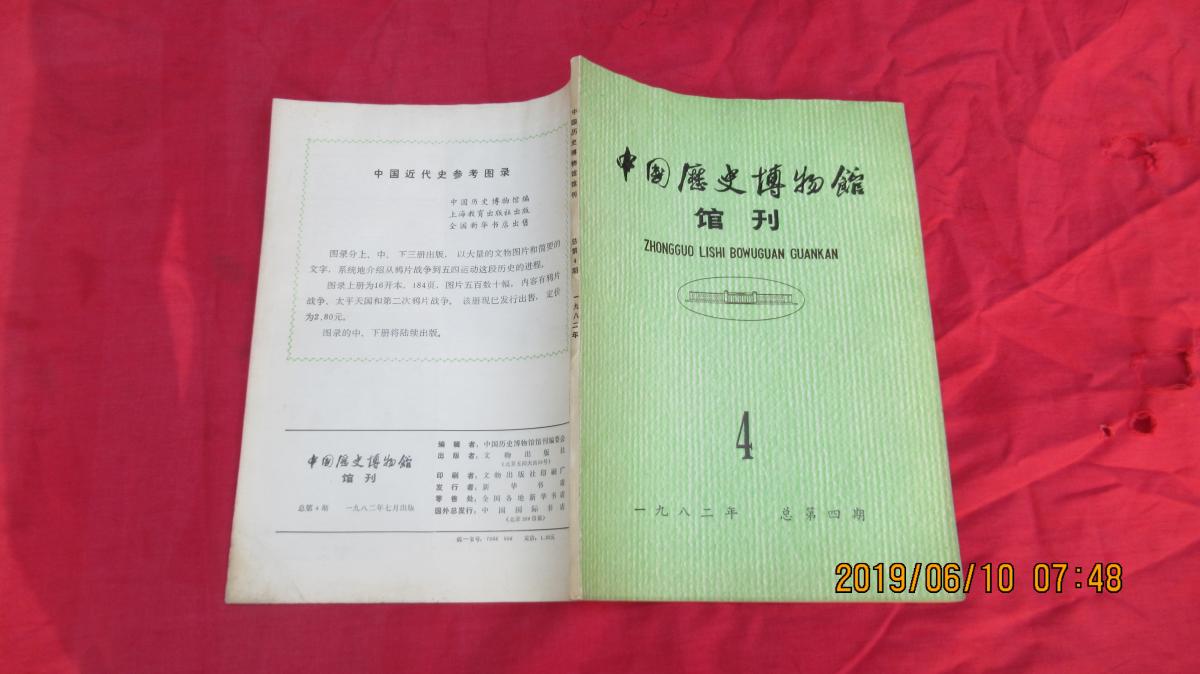 中国近代史参考图录
中国历史博物馆编
上海教育出版社出版
全国新华书店出售
图录分上、中、下三册出版，以大量的文物图片和简要的
文字，系统地介绍从鸦片战争到五四运动这段历史的进程。
图录上册为16开本，184页，图片五百数十幅。内容有鸦片
战争、太平天国和第二次鸦片战争。该册现已发行出售，定价
为2.80元。
图录的中、下册将陆续出版。
中国歷史博物館
馆刊
总第4期 一九八二年七月出版
编辑者：中国历史博物馆馆刊编委会
出版者：文物出版社
印刷者：文物出版社印刷厂
发行者：新华书店
零售处：全国各地新华书店
国外总发行：中国国际书店
统一书号：7068
定价：
中国历史博物馆馆刊 总第4期 一九八二年
中国歷史博物館
馆刊
ZHONGGUO LISHI BOWUGUAN GUANKAN
4
一九八二年 总第四期
2019/06/10 07:48